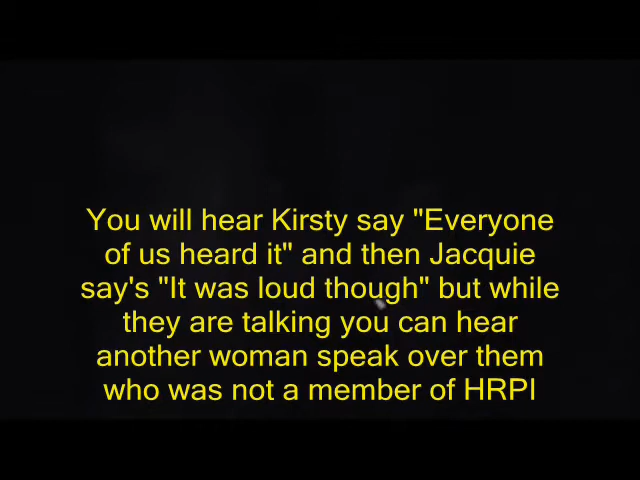 You will hear Kirsty say "Everyone
of us heard it" and then Jacquie
say's "It was loud though" but while
they are talking you can hear
another woman speak over them
who was not a member of HRPI